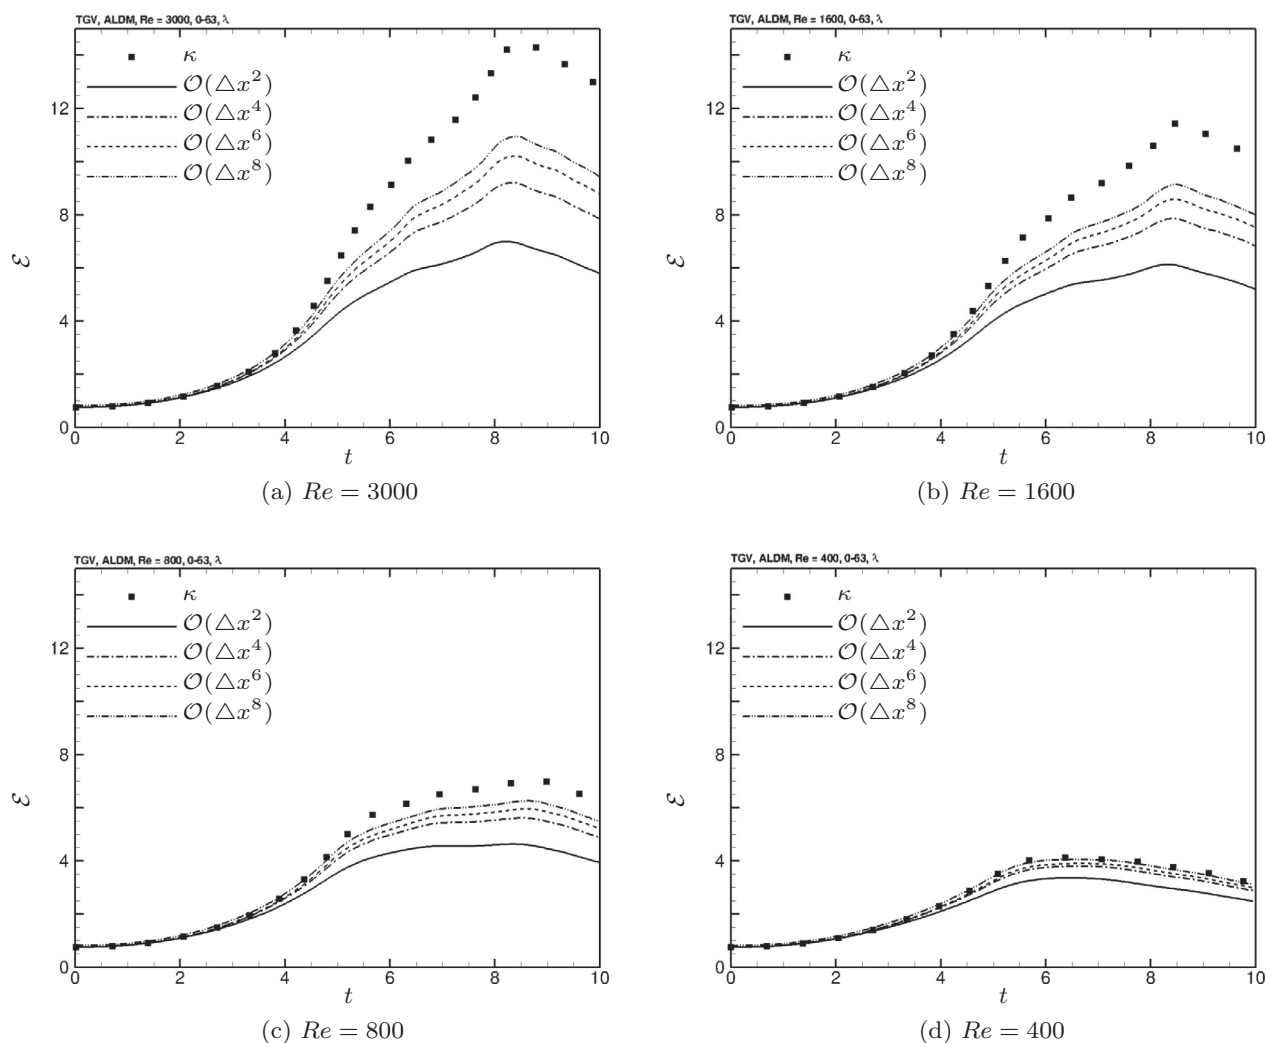 TGV, ALDM, Re = 3000, 0-63, λ
κ
𝒪(△x²)
𝒪(△x⁴)
𝒪(△x⁶)
𝒪(△x⁸)
12
8
4
0
ℰ
0 2 4 6 8 10
t
(a) Re = 3000
TGV, ALDM, Re = 1600, 0-63, λ
κ
𝒪(△x²)
𝒪(△x⁴)
𝒪(△x⁶)
𝒪(△x⁸)
12
8
4
0
ℰ
0 2 4 6 8 10
t
(b) Re = 1600
TGV, ALDM, Re = 800, 0-63, λ
κ
𝒪(△x²)
𝒪(△x⁴)
𝒪(△x⁶)
𝒪(△x⁸)
12
8
4
0
ℰ
0 2 4 6 8 10
t
(c) Re = 800
TGV, ALDM, Re = 400, 0-63, λ
κ
𝒪(△x²)
𝒪(△x⁴)
𝒪(△x⁶)
𝒪(△x⁸)
12
8
4
0
ℰ
0 2 4 6 8 10
t
(d) Re = 400